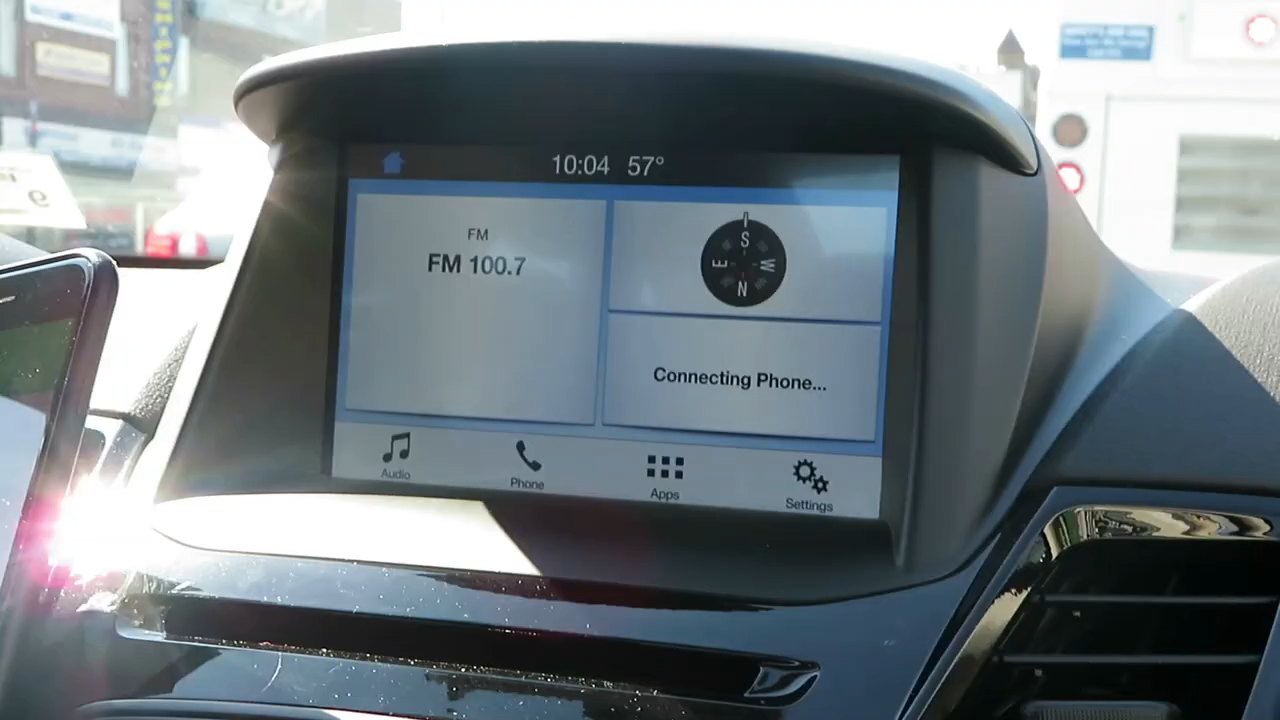 10:04 57°
FM
FM 100.7
S
E W
N
Connecting Phone...
Audio
Phone
Apps
Settings